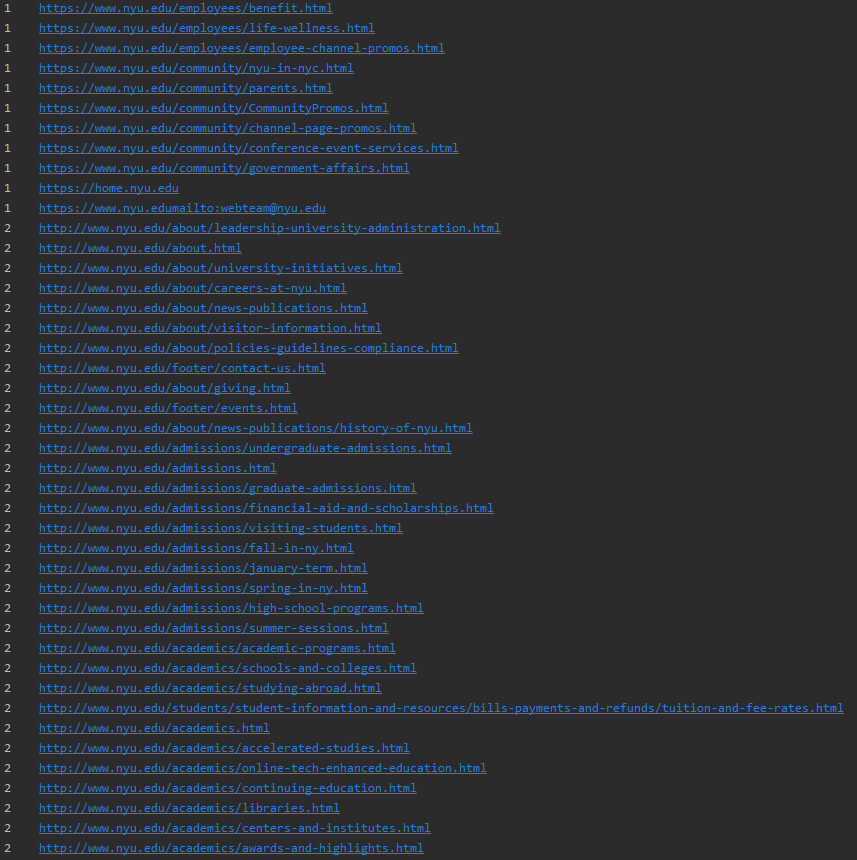 1 https://www.nyu.edu/employees/benefit.html
1 https://www.nyu.edu/employees/life-wellness.html
1 https://www.nyu.edu/employees/employee-channel-promos.html
1 https://www.nyu.edu/community/nyu-in-nyc.html
1 https://www.nyu.edu/community/parents.html
1 https://www.nyu.edu/community/CommunityPromos.html
1 https://www.nyu.edu/community/channel-page-promos.html
1 https://www.nyu.edu/community/conference-event-services.html
1 https://www.nyu.edu/community/government-affairs.html
1 https://home.nyu.edu
1 https://www.nyu.edumailto:webteam@nyu.edu
2 http://www.nyu.edu/about/leadership-university-administration.html
2 http://www.nyu.edu/about.html
2 http://www.nyu.edu/about/university-initiatives.html
2 http://www.nyu.edu/about/careers-at-nyu.html
2 http://www.nyu.edu/about/news-publications.html
2 http://www.nyu.edu/about/visitor-information.html
2 http://www.nyu.edu/about/policies-guidelines-compliance.html
2 http://www.nyu.edu/footer/contact-us.html
2 http://www.nyu.edu/about/giving.html
2 http://www.nyu.edu/footer/events.html
2 http://www.nyu.edu/about/news-publications/history-of-nyu.html
2 http://www.nyu.edu/admissions/undergraduate-admissions.html
2 http://www.nyu.edu/admissions.html
2 http://www.nyu.edu/admissions/graduate-admissions.html
2 http://www.nyu.edu/admissions/financial-aid-and-scholarships.html
2 http://www.nyu.edu/admissions/visiting-students.html
2 http://www.nyu.edu/admissions/fall-in-ny.html
2 http://www.nyu.edu/admissions/january-term.html
2 http://www.nyu.edu/admissions/spring-in-ny.html
2 http://www.nyu.edu/admissions/high-school-programs.html
2 http://www.nyu.edu/admissions/summer-sessions.html
2 http://www.nyu.edu/academics/academic-programs.html
2 http://www.nyu.edu/academics/schools-and-colleges.html
2 http://www.nyu.edu/academics/studying-abroad.html
2 http://www.nyu.edu/students/student-information-and-resources/bills-payments-and-refunds/tuition-and-fee-rates.html
2 http://www.nyu.edu/academics.html
2 http://www.nyu.edu/academics/accelerated-studies.html
2 http://www.nyu.edu/academics/online-tech-enhanced-education.html
2 http://www.nyu.edu/academics/continuing-education.html
2 http://www.nyu.edu/academics/libraries.html
2 http://www.nyu.edu/academics/centers-and-institutes.html
2 http://www.nyu.edu/academics/awards-and-highlights.html